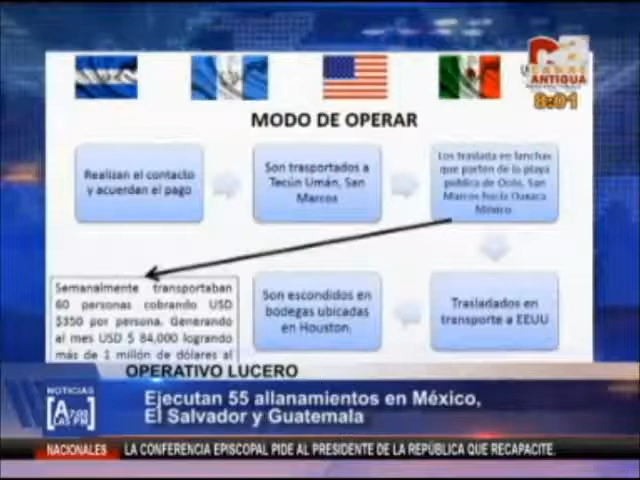 CANAL
ANTIGUA
8:01
MODO DE OPERAR
Realizan el contacto
y acuerdan el pago
Son trasportados a
Tecún Umán, San
Marcos
Los traslada en lanchas
que parten de la playa
pública de Ocós, San
Marcos hacía Oaxaca
México
Semanalmente transportaban
60 personas cobrando USD
$350 por persona. Generando
al mes USD $ 84,000 logrando
más de 1 millón de dólares al
Son escondidos en
bodegas ubicadas
en Houston.
Trasladados en
transporte a EEUU
OPERATIVO LUCERO
NOTICIAS
A LAS
Ejecutan 55 allanamientos en México,
El Salvador y Guatemala
NACIONALES LA CONFERENCIA EPISCOPAL PIDE AL PRESIDENTE DE LA REPÚBLICA QUE RECAPACITE.